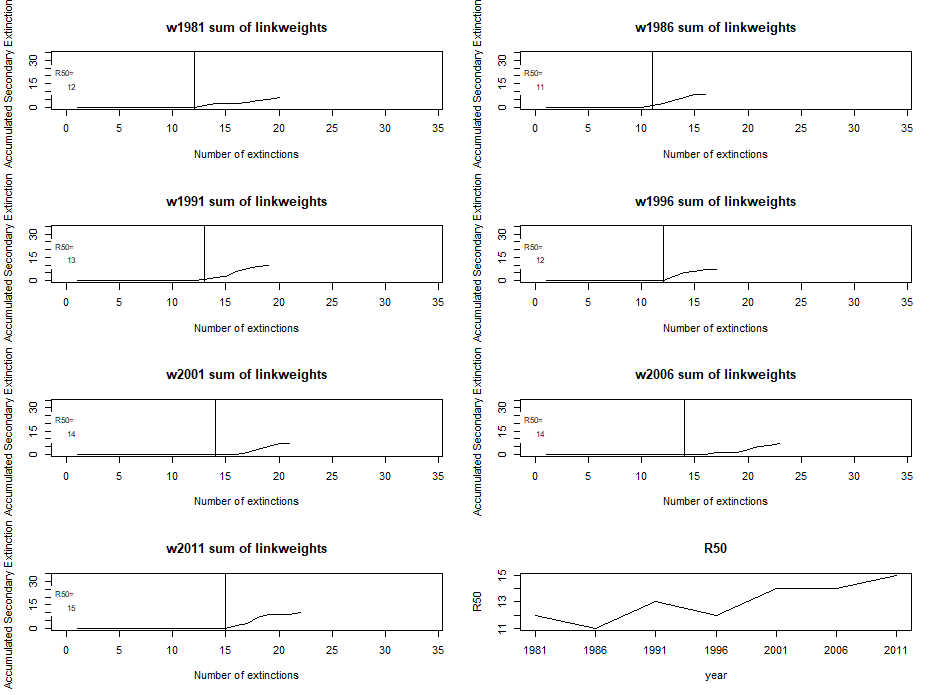 w1981 sum of linkweights
Accumulated Secondary Extinction
30
15
0
R50=
12
0 5 10 15 20 25 30 35
Number of extinctions
w1986 sum of linkweights
Accumulated Secondary Extinction
30
15
0
R50=
11
0 5 10 15 20 25 30 35
Number of extinctions
w1991 sum of linkweights
Accumulated Secondary Extinction
30
15
0
R50=
13
0 5 10 15 20 25 30 35
Number of extinctions
w1996 sum of linkweights
Accumulated Secondary Extinction
30
15
0
R50=
12
0 5 10 15 20 25 30 35
Number of extinctions
w2001 sum of linkweights
Accumulated Secondary Extinction
30
15
0
R50=
14
0 5 10 15 20 25 30 35
Number of extinctions
w2006 sum of linkweights
Accumulated Secondary Extinction
30
15
0
R50=
14
0 5 10 15 20 25 30 35
Number of extinctions
w2011 sum of linkweights
Accumulated Secondary Extinction
30
15
0
R50=
15
0 5 10 15 20 25 30 35
Number of extinctions
R50
R50
15
13
11
1981 1986 1991 1996 2001 2006 2011
year